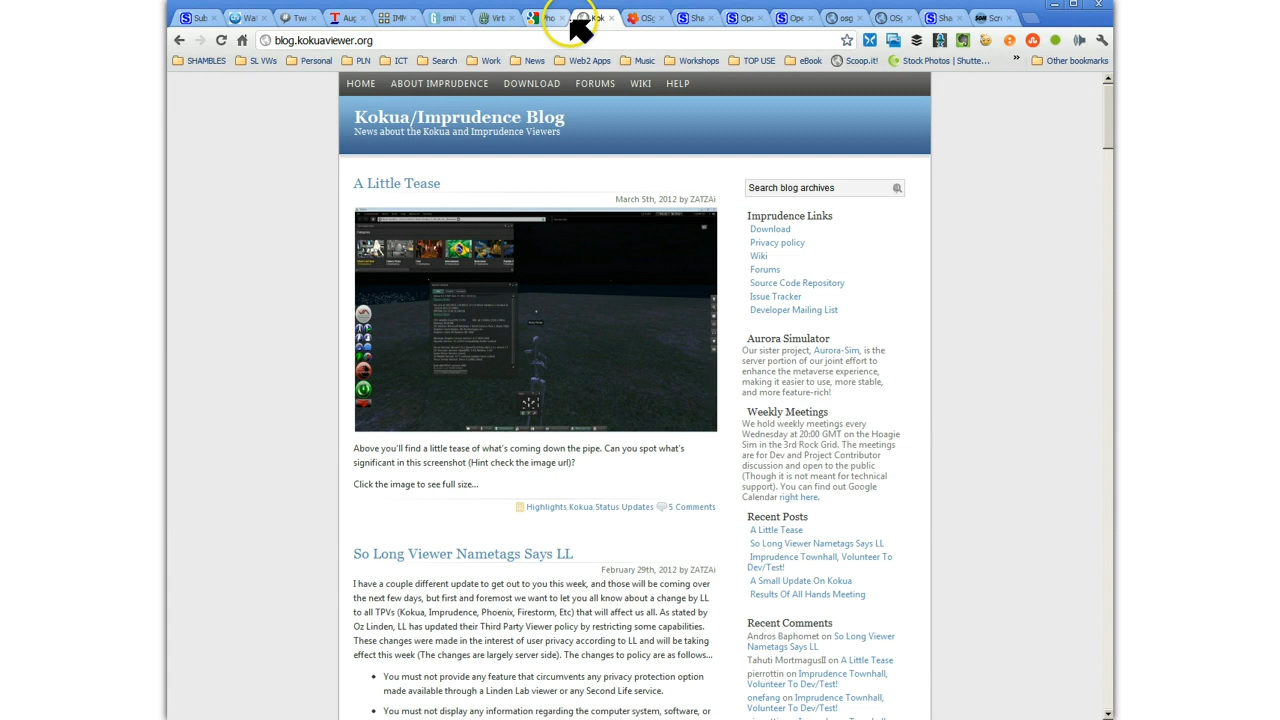 Sub
Wa
Twe
Aug
IMM
smi
Virtu
Pho
Kok
OSg
Sha
Ope
Ope
osg
OSg
Sha
Scre
blog.kokuaviewer.org
SHAMBLES
SL VWs
Personal
PLN
ICT
Search
Work
News
Web2 Apps
Music
Workshops
TOP USE
eBook
Scoop.it!
Stock Photos | Shutte...
»
Other bookmarks
HOME
ABOUT IMPRUDENCE
DOWNLOAD
FORUMS
WIKI
HELP
Kokua/Imprudence Blog
News about the Kokua and Imprudence Viewers
A Little Tease
March 5th, 2012 by ZATZAi
Above you'll find a little tease of what's coming down the pipe. Can you spot what's
significant in this screenshot (Hint check the image url)?
Click the image to see full size...
Highlights,Kokua,Status Updates 5 Comments
So Long Viewer Nametags Says LL
February 29th, 2012 by ZATZAi
I have a couple different update to get out to you this week, and those will be coming over
the next few days, but first and foremost we want to let you all know about a change by LL
to all TPVs (Kokua, Imprudence, Phoenix, Firestorm, Etc) that will affect us all. As stated by
Oz Linden, LL has updated their Third Party Viewer policy by restricting some capabilities.
These changes were made in the interest of user privacy according to LL and will be taking
effect this week (The changes are largely server side). The changes to policy are as follows...
• You must not provide any feature that circumvents any privacy protection option
made available through a Linden Lab viewer or any Second Life service.
• You must not display any information regarding the computer system, software, or
Search blog archives
Imprudence Links
Download
Privacy policy
Wiki
Forums
Source Code Repository
Issue Tracker
Developer Mailing List
Aurora Simulator
Our sister project, Aurora-Sim, is the
server portion of our joint effort to
enhance the metaverse experience,
making it easier to use, more stable,
and more feature-rich!
Weekly Meetings
We hold weekly meetings every
Wednesday at 20:00 GMT on the Hoagie
Sim in the 3rd Rock Grid. The meetings
are for Dev and Project Contributor
discussion and open to the public
(Though it is not meant for technical
support). You can find out Google
Calendar right here.
Recent Posts
A Little Tease
So Long Viewer Nametags Says LL
Imprudence Townhall, Volunteer To
Dev/Test!
A Small Update On Kokua
Results Of All Hands Meeting
Recent Comments
Andros Baphomet on So Long Viewer
Nametags Says LL
Tahuti MortmagusII on A Little Tease
pierrottin on Imprudence Townhall,
Volunteer To Dev/Test!
onefang on Imprudence Townhall,
Volunteer To Dev/Test!